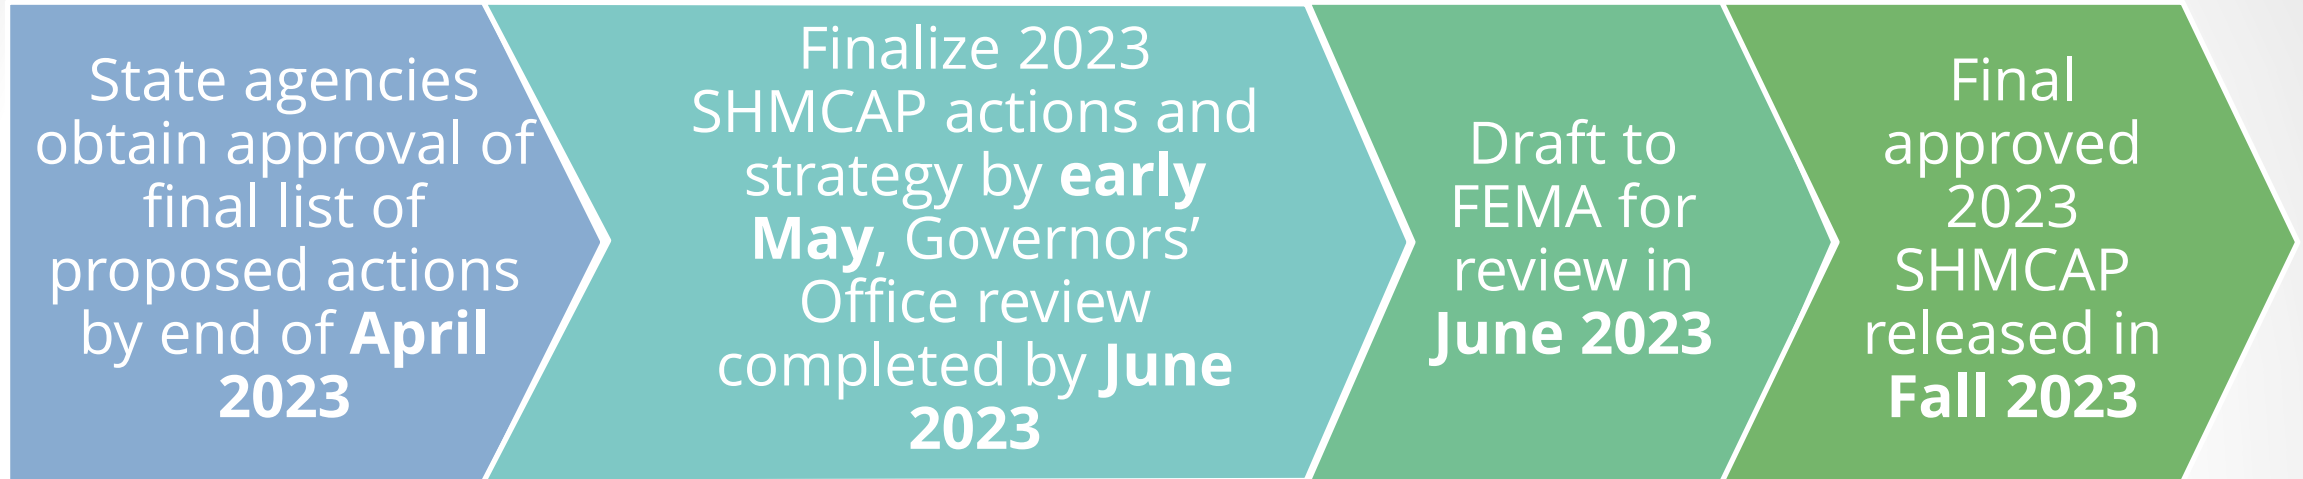 State agencies
obtain approval of
final list of
proposed actions
by end of April
2023
Finalize 2023
SHMCAP actions and
strategy by early
May, Governors’
Office review
completed by June
2023
Draft to
FEMA for
review in
June 2023
Final
approved
2023
SHMCAP
released in
Fall 2023